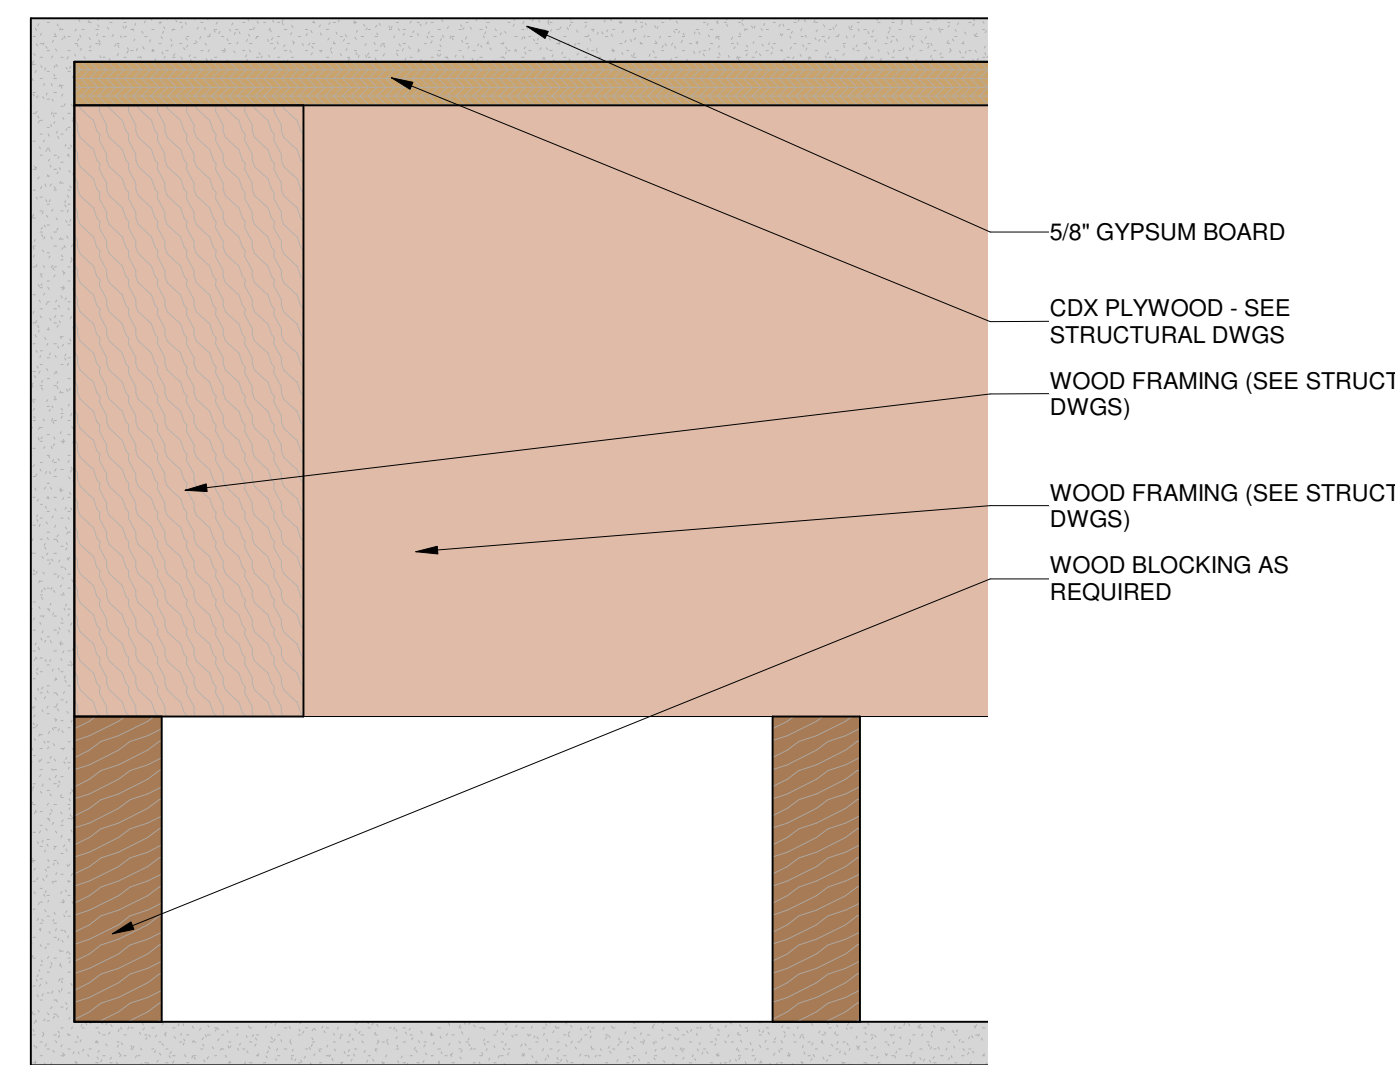 5/8" GYPSUM BOARD
CDX PLYWOOD - SEE
STRUCTURAL DWGS
WOOD FRAMING (SEE STRUCT
DWGS)
WOOD FRAMING (SEE STRUCT
DWGS)
WOOD BLOCKING AS
REQUIRED